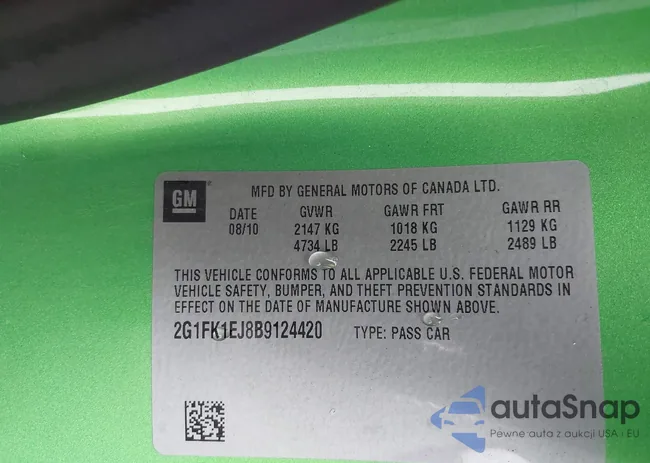 GM
MFD BY GENERAL MOTORS OF CANADA LTD.
DATE GVWR GAWR FRT GAWR RR
08/10 2147 KG 1018 KG 1129 KG
4734 LB 2245 LB 2489 LB
THIS VEHICLE CONFORMS TO ALL APPLICABLE U.S. FEDERAL MOTOR
VEHICLE SAFETY, BUMPER, AND THEFT PREVENTION STANDARDS IN
EFFECT ON THE DATE OF MANUFACTURE SHOWN ABOVE.
2G1FK1EJ8B9124420 TYPE: PASS CAR
autaSnap
Pewne auta z aukcji USA i EU